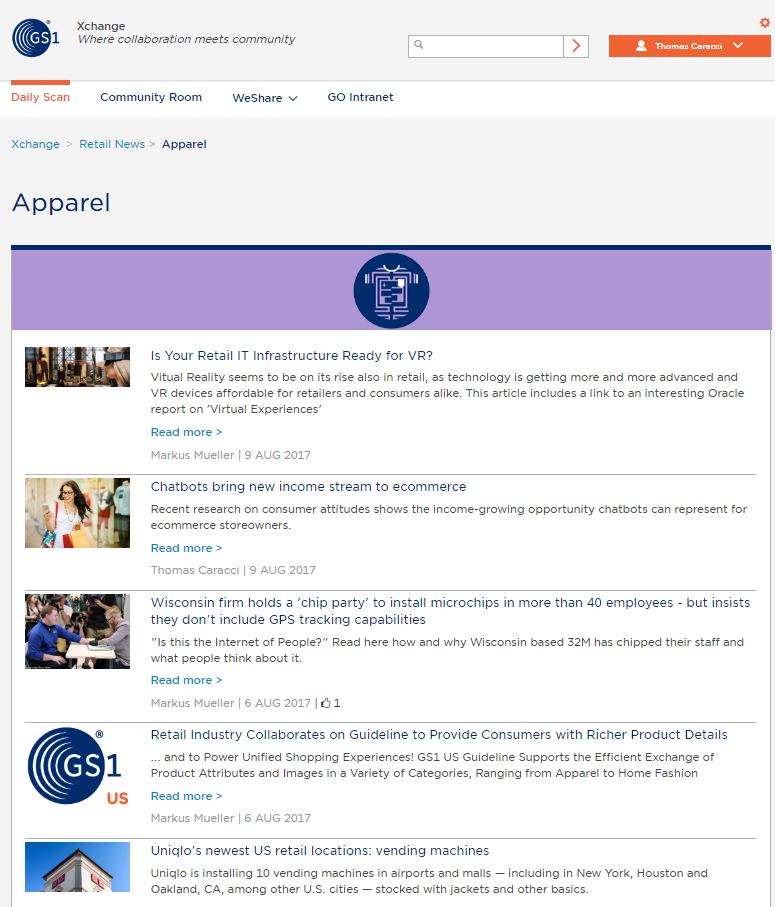 GS1
Xchange
Where collaboration meets community
Thomas Caracci
Daily Scan
Community Room
WeShare
GO Intranet
Xchange > Retail News > Apparel
Apparel
Is Your Retail IT Infrastructure Ready for VR?
Vitual Reality seems to be on its rise also in retail, as technology is getting more and more advanced and
VR devices affordable for retailers and consumers alike. This article includes a link to an interesting Oracle
report on 'Virtual Experiences'
Read more >
Markus Mueller | 9 AUG 2017
Chatbots bring new income stream to ecommerce
Recent research on consumer attitudes shows the income-growing opportunity chatbots can represent for
ecommerce storeowners.
Read more >
Thomas Caracci | 9 AUG 2017
Wisconsin firm holds a 'chip party' to install microchips in more than 40 employees - but insists
they don't include GPS tracking capabilities
"Is this the Internet of People?" Read here how and why Wisconsin based 32M has chipped their staff and
what people think about it.
Read more >
Markus Mueller | 6 AUG 2017 | 1
GS1
US
Retail Industry Collaborates on Guideline to Provide Consumers with Richer Product Details
... and to Power Unified Shopping Experiences! GS1 US Guideline Supports the Efficient Exchange of
Product Attributes and Images in a Variety of Categories, Ranging from Apparel to Home Fashion
Read more >
Markus Mueller | 6 AUG 2017
Uniqlo's newest US retail locations: vending machines
Uniqlo is installing 10 vending machines in airports and malls — including in New York, Houston and
Oakland, CA, among other U.S. cities — stocked with jackets and other basics.